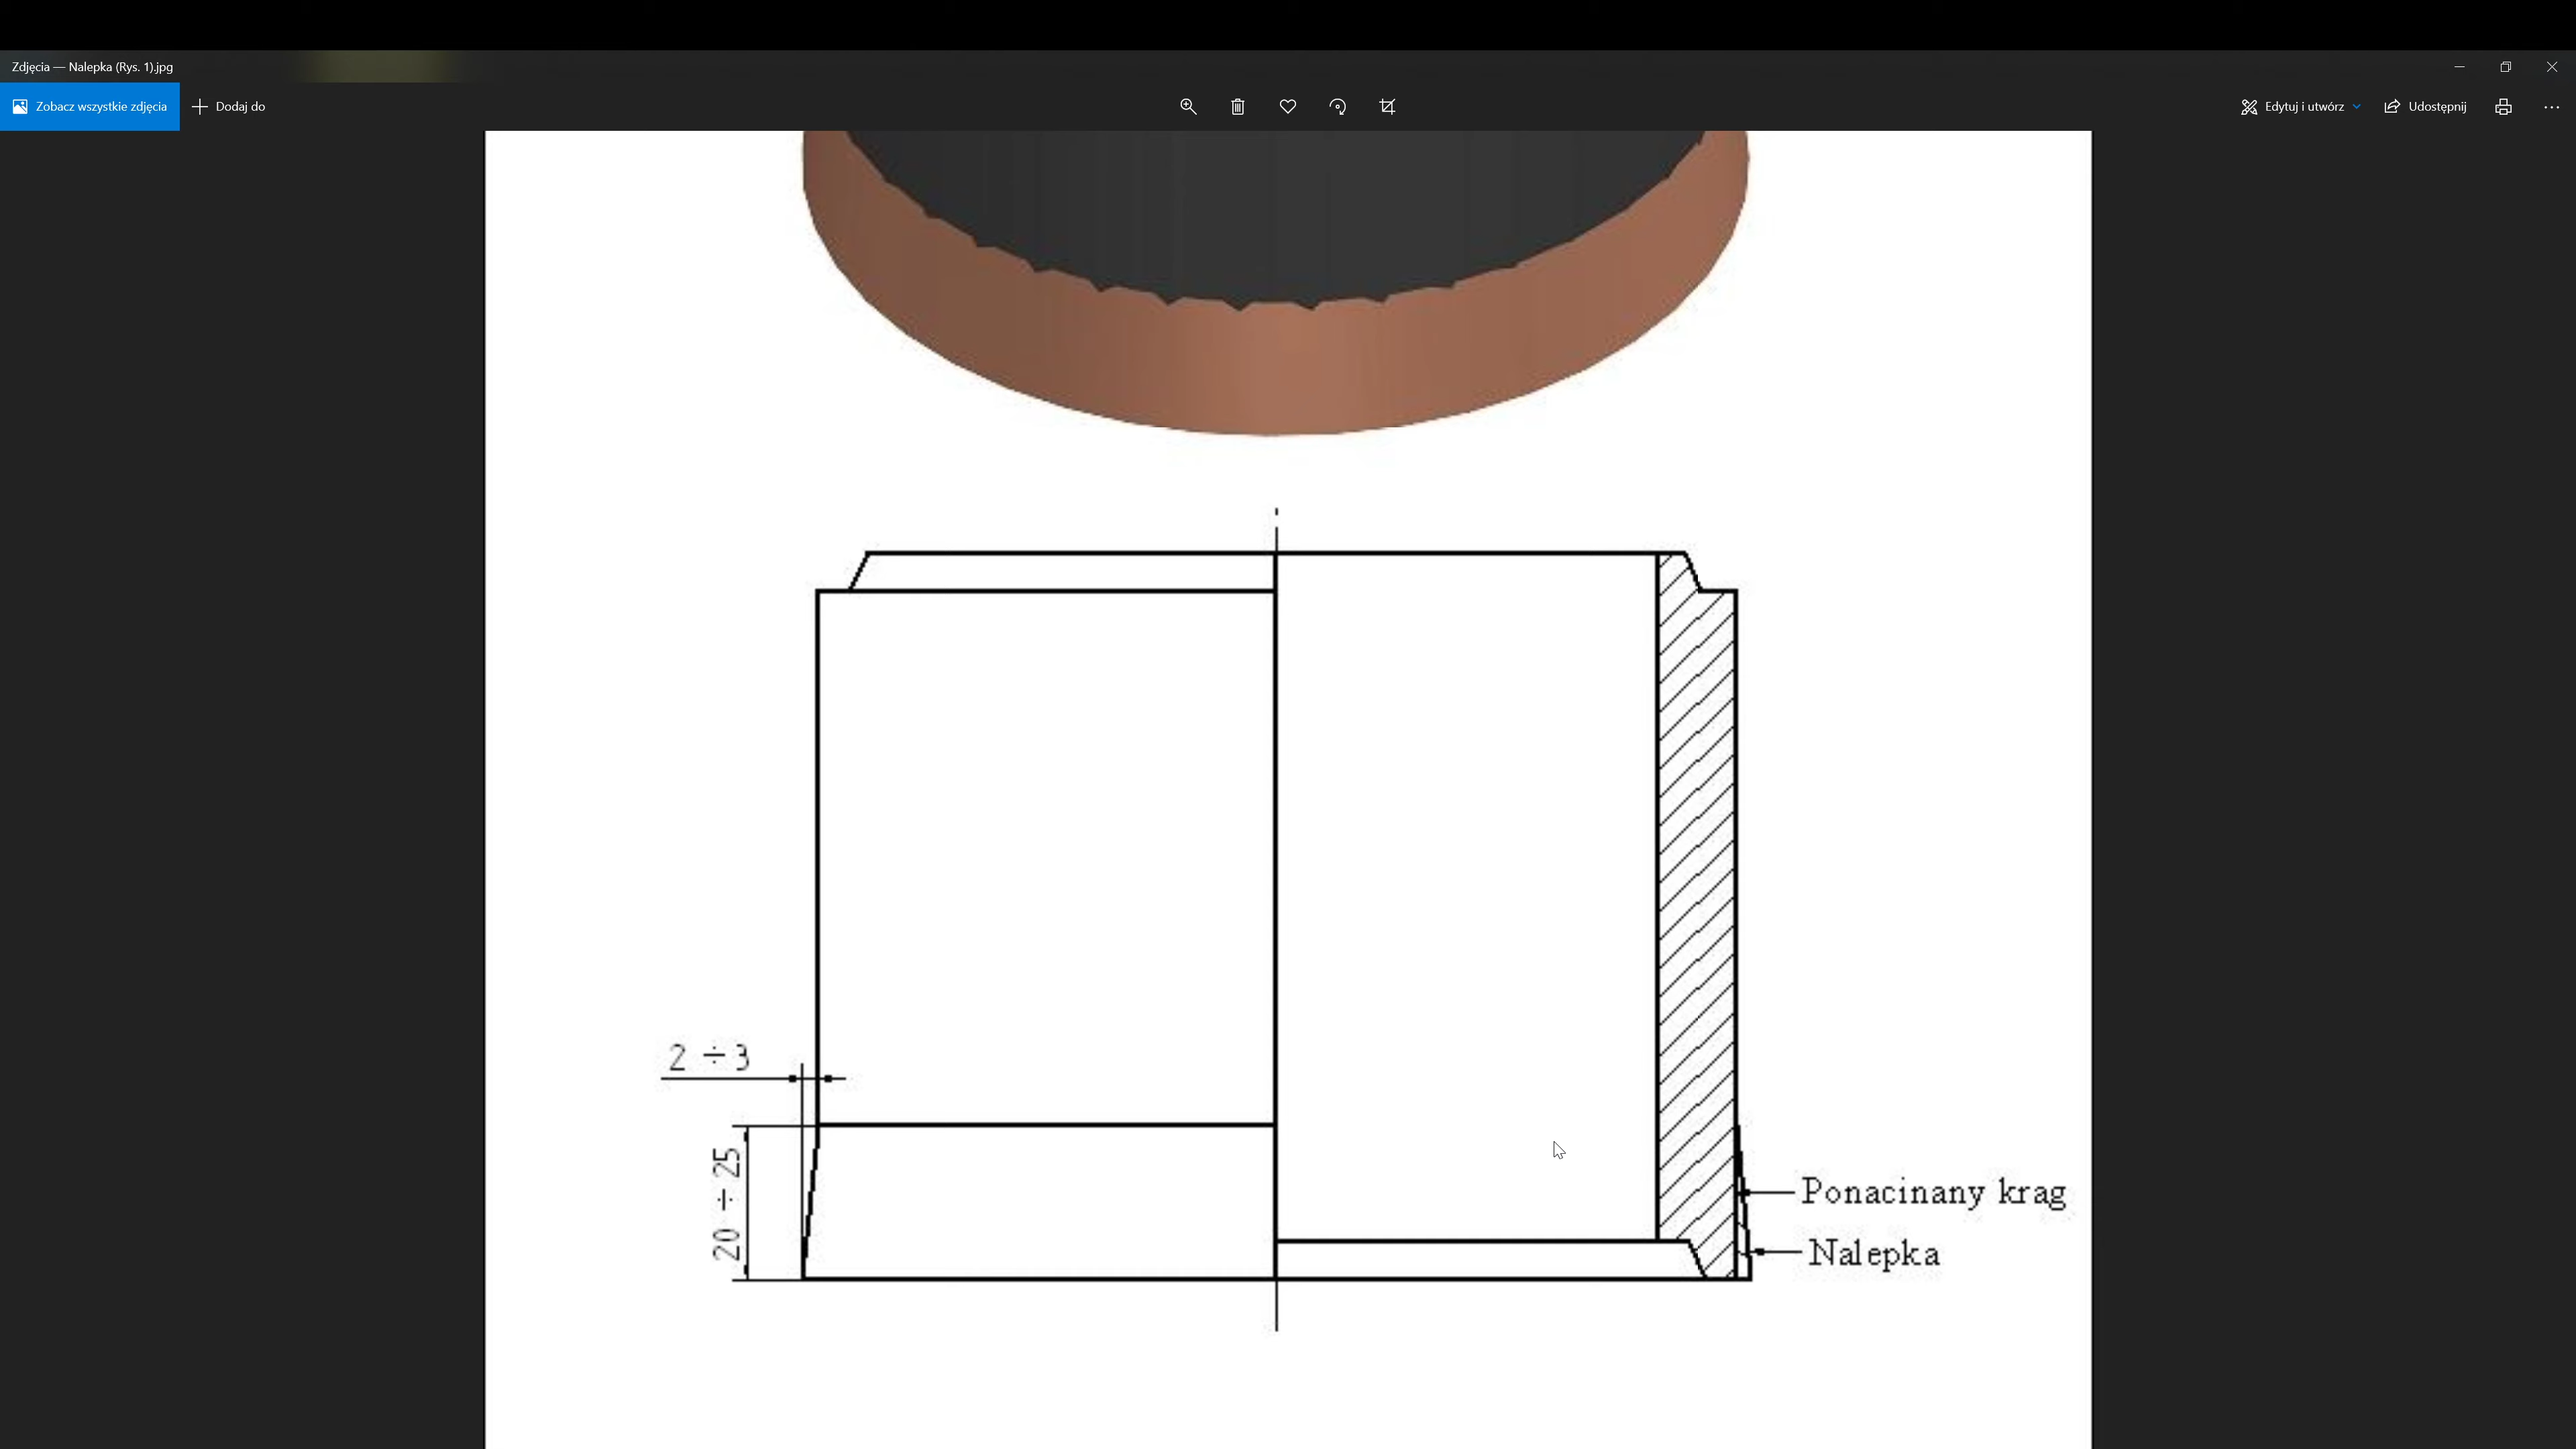 Zdjęcia — Nalepka (Rys. 1).jpg
Zobacz wszystkie zdjęcia
Dodaj do
Edytuj i utwórz
Udostępnij
2 ÷ 3
20 ÷ 25
Ponacinany krag
Nalepka